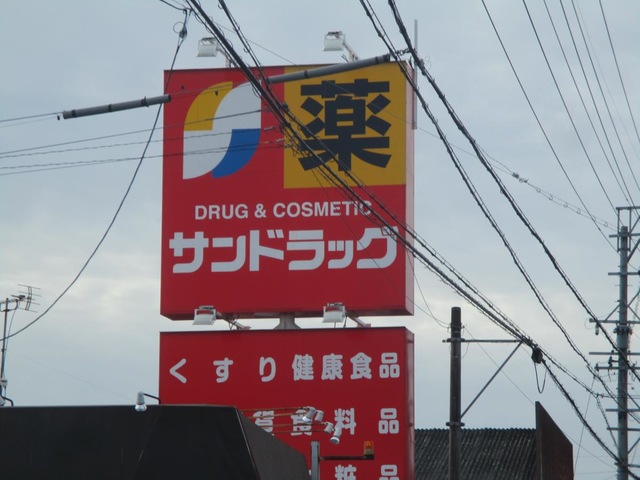 薬
DRUG & COSMETIC
サンドラッグ
くすり 健康食品
料品
粧品